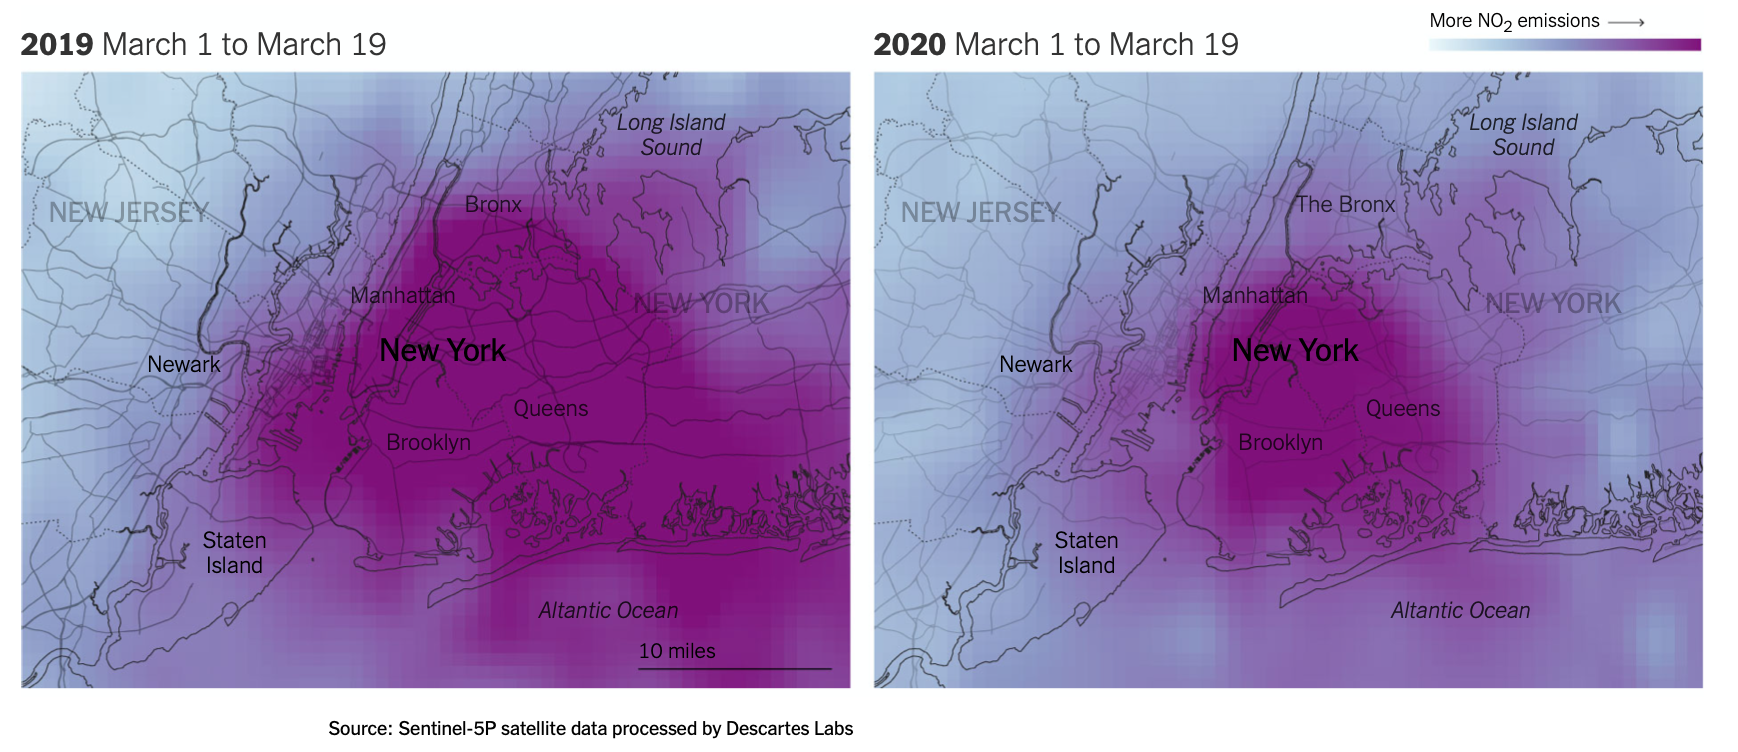 More NO2 emissions
2019 March 1 to March 19
2020 March 1 to March 19
Long Island
Sound
NEW JERSEY
Bronx
Manhattan
NEW YORK
New York
Newark
Queens
Brooklyn
Staten
Island
Altantic Ocean
10 miles
Long Island
Sound
NEW JERSEY
The Bronx
Manhattan
NEW YORK
New York
Newark
Queens
Brooklyn
Staten
Island
Altantic Ocean
Source: Sentinel-5P satellite data processed by Descartes Labs